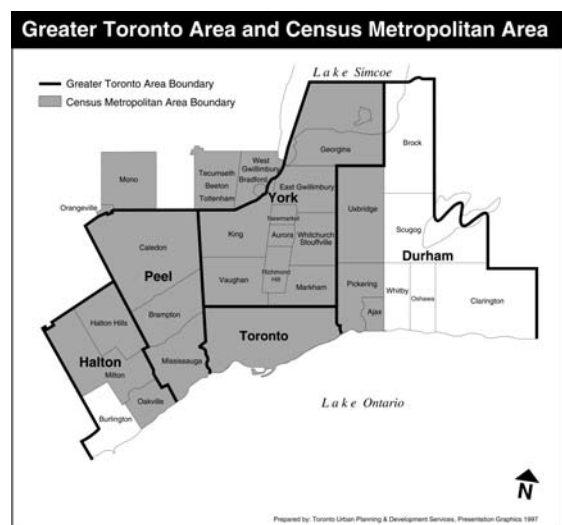 Greater Toronto Area and Census Metropolitan Area
Lake Simcoe
Greater Toronto Area Boundary
Census Metropolitan Area Boundary
Brock
Georgina
Mono
Tecumseth
Beeton
Tottenham
West
Gwillimbury
Bradford
East Gwillimbury
Orangeville
York
Uxbridge
Newmarket
Scugog
King
Aurora
Whitchurch
Stouffville
Caledon
Durham
Peel
Vaughan
Richmond
Hill
Markham
Pickering
Whitby
Oshawa
Clarington
Brampton
Ajax
Halton Hills
Toronto
Halton
Mississauga
Milton
Oakville
Lake Ontario
Burlington
N
Prepared by: Toronto Urban Planning & Development Services, Presentation Graphics 1997